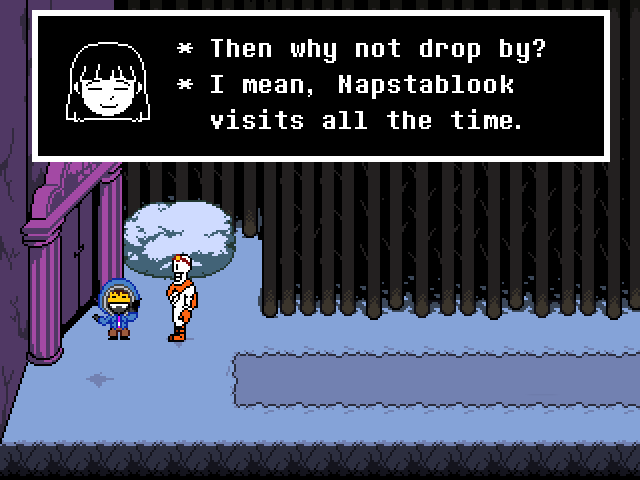 * Then why not drop by?
* I mean, Napstablook
visits all the time.